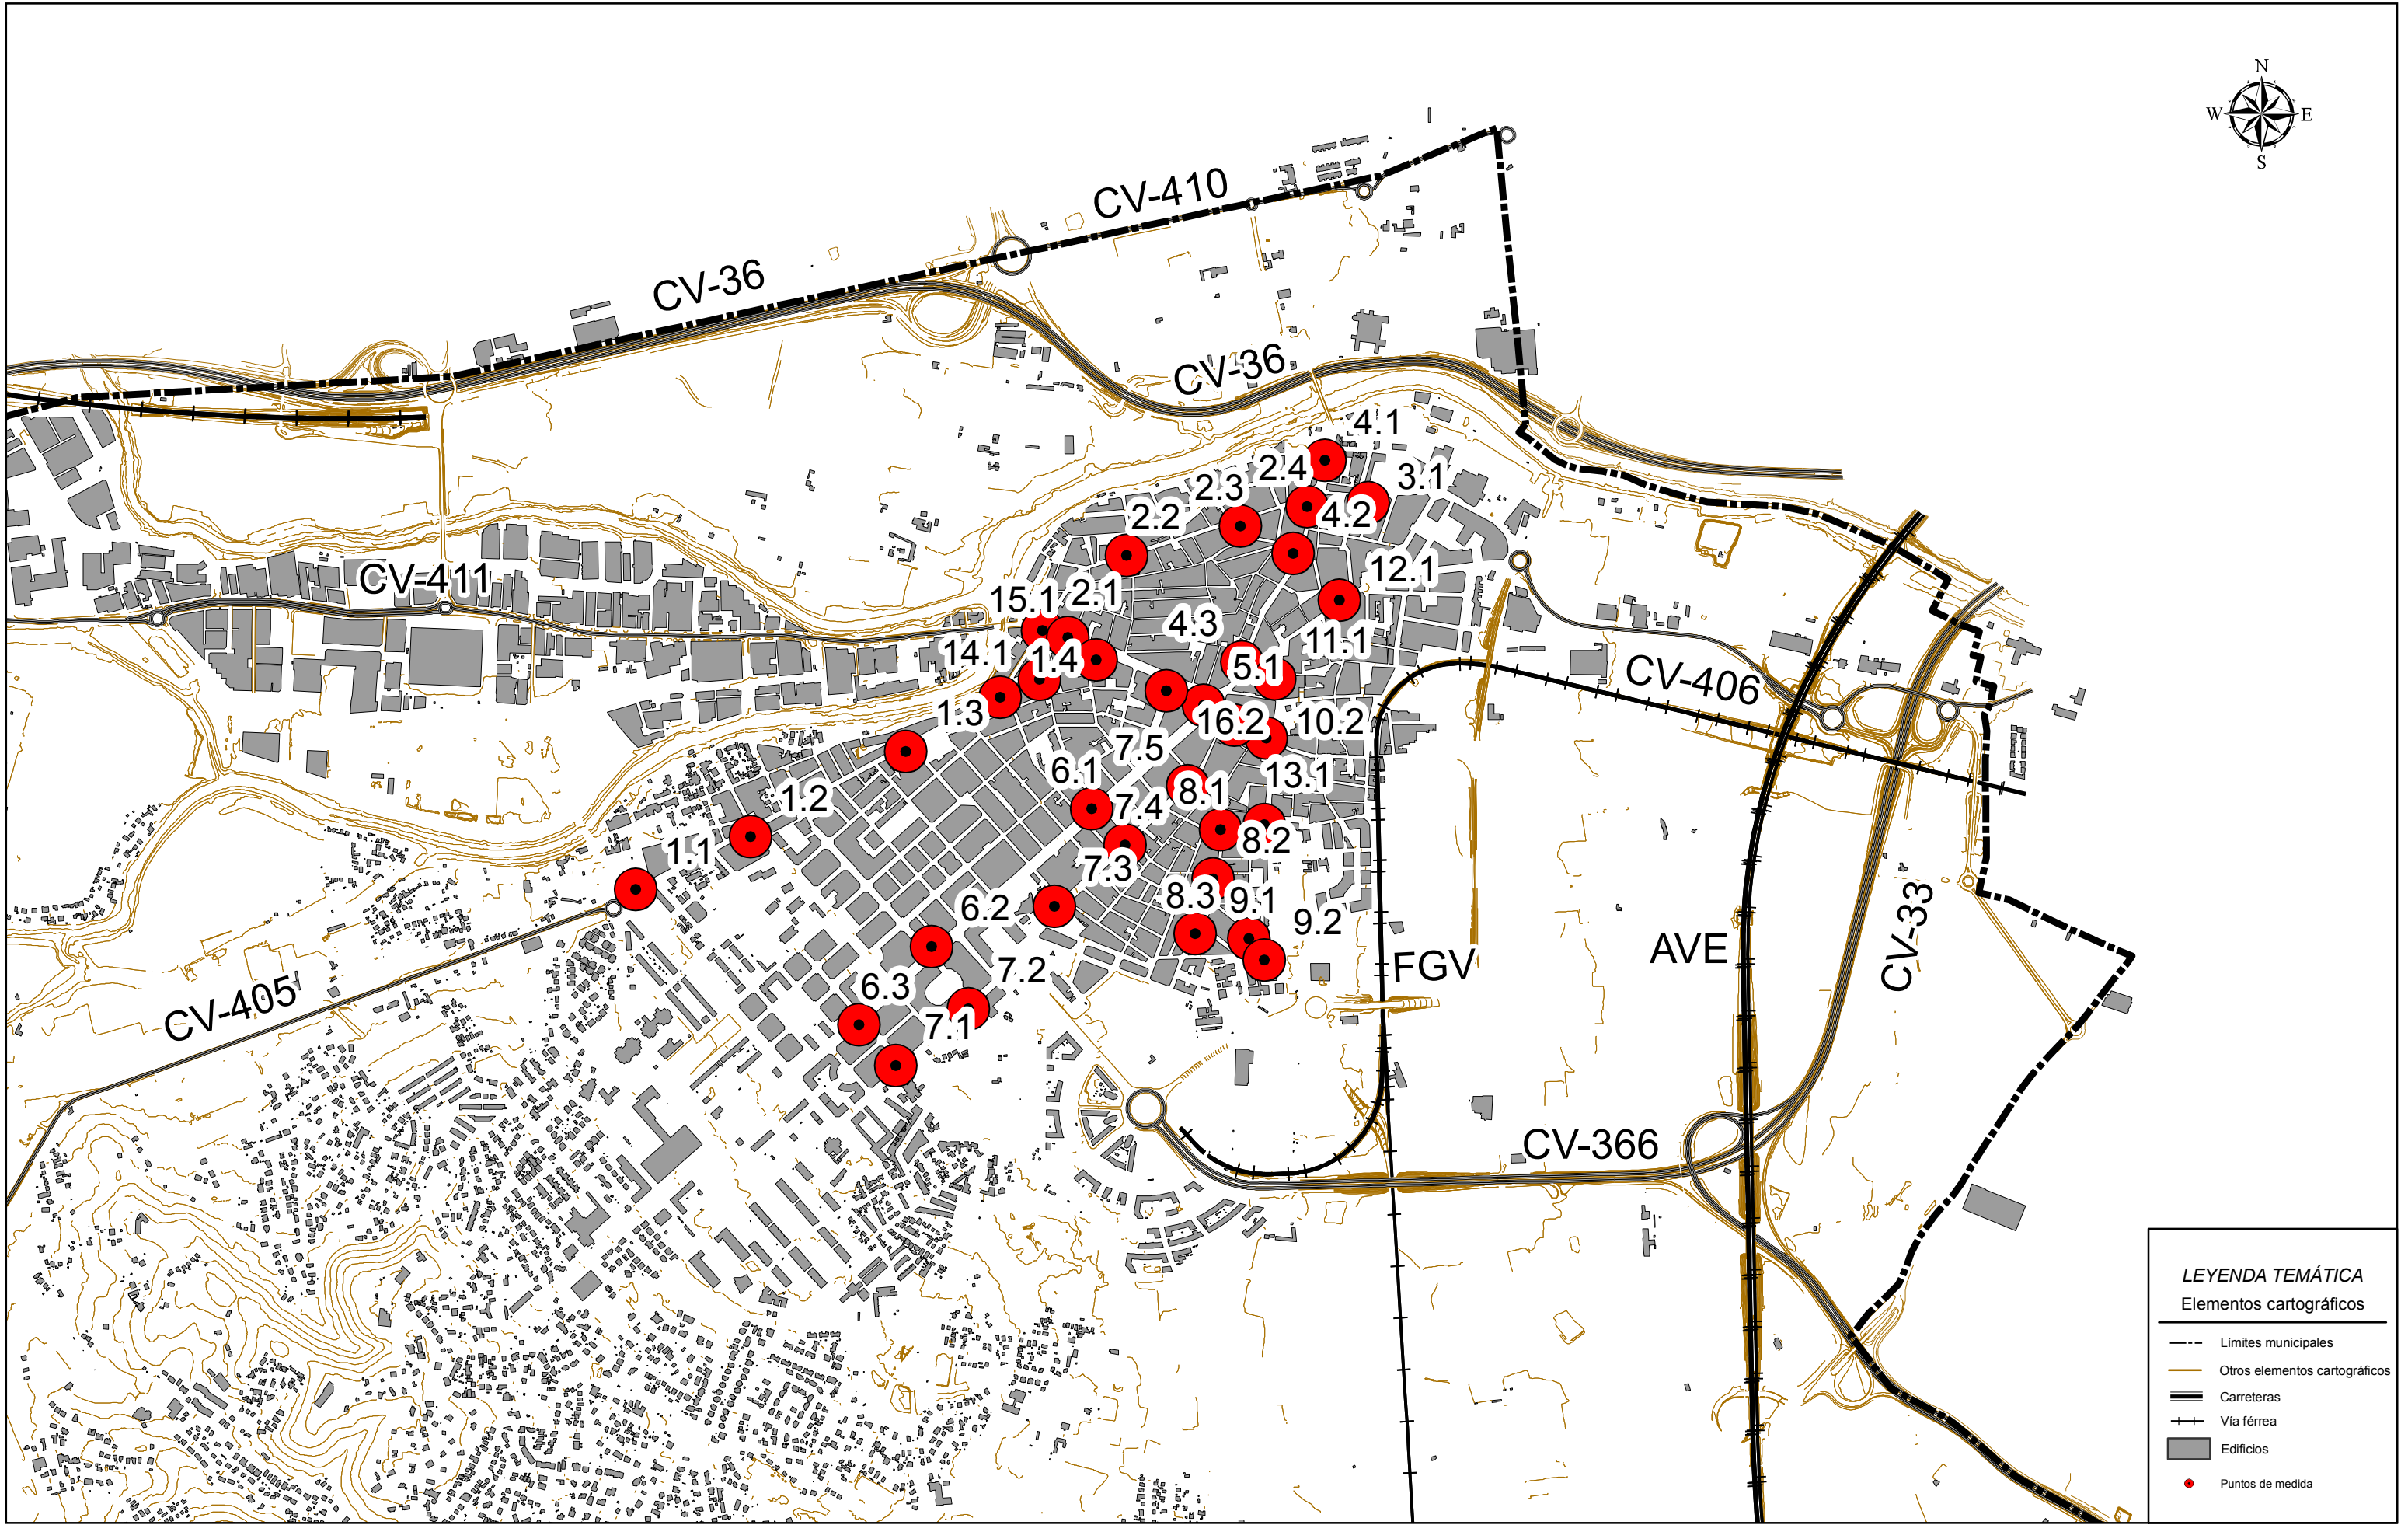 N
W E
S
CV-410
CV-36
CV-36
4.1
2.4
3.1
2.3
4.2
2.2
CV-411
12.1
2.1
15.1
4.3
11.1
14.1
1.4
5.1
CV-406
1.3
16.2
10.2
7.5
6.1
13.1
1.2
8.1
7.4
8.2
1.1
7.3
8.3
9.1
6.2
9.2
CV-33
AVE
FGV
7.2
6.3
CV-405
7.1
CV-366
LEYENDA TEMÁTICA
Elementos cartográficos
Límites municipales
Otros elementos cartográficos
Carreteras
Vía férrea
Edificios
Puntos de medida